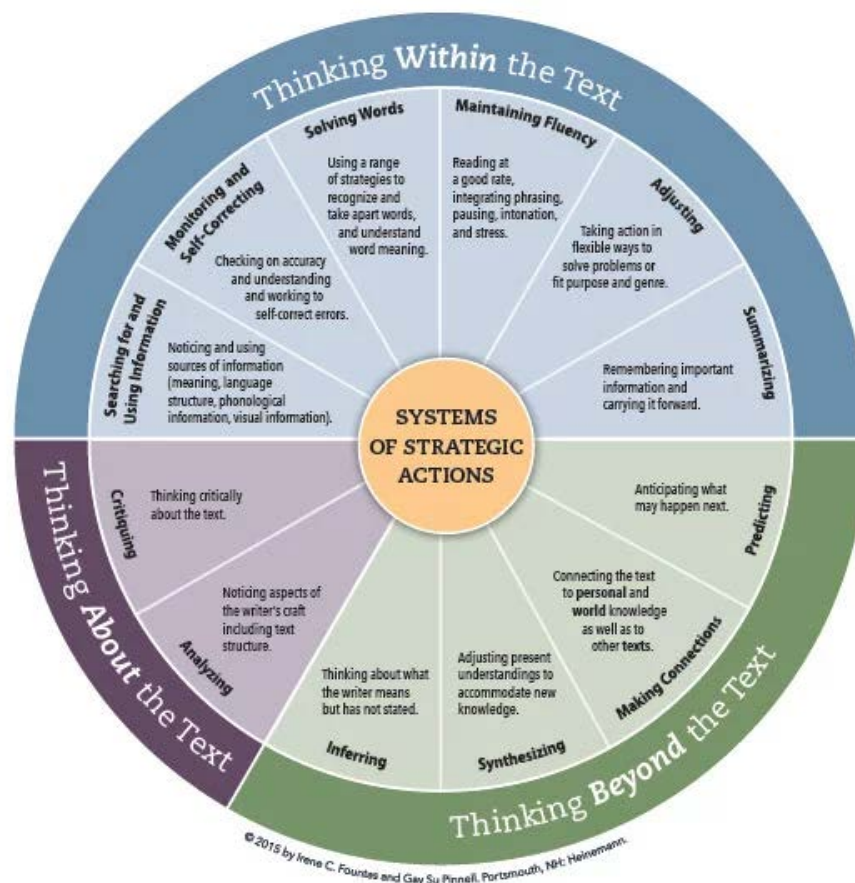 Thinking Within the Text
Searching for and
Using Information
Noticing and using
sources of information
(meaning, language
structure, phonological
information, visual information).
Monitoring and
Self-Correcting
Checking on accuracy
and understanding
and working to
self-correct errors.
Solving Words
Using a range
of strategies to
recognize and
take apart words,
and understand
word meaning.
Maintaining Fluency
Reading at
a good rate,
integrating phrasing,
pausing, intonation,
and stress.
Adjusting
Taking action in
flexible ways to
solve problems or
fit purpose and genre.
Summarizing
Remembering important
information and
carrying it forward.
SYSTEMS
OF STRATEGIC
ACTIONS
Thinking Beyond the Text
Predicting
Anticipating what
may happen next.
Making Connections
Connecting the text
to personal and
world knowledge
as well as to
other texts.
Synthesizing
Adjusting present
understandings to
accommodate new
knowledge.
Inferring
Thinking about what
the writer means
but has not stated.
Thinking About the Text
Analyzing
Noticing aspects of
the writer's craft
including text
structure.
Critiquing
Thinking critically
about the text.
© 2015 by Irene C. Fountas and Gay Su Pinnell. Portsmouth, NH: Heinemann.